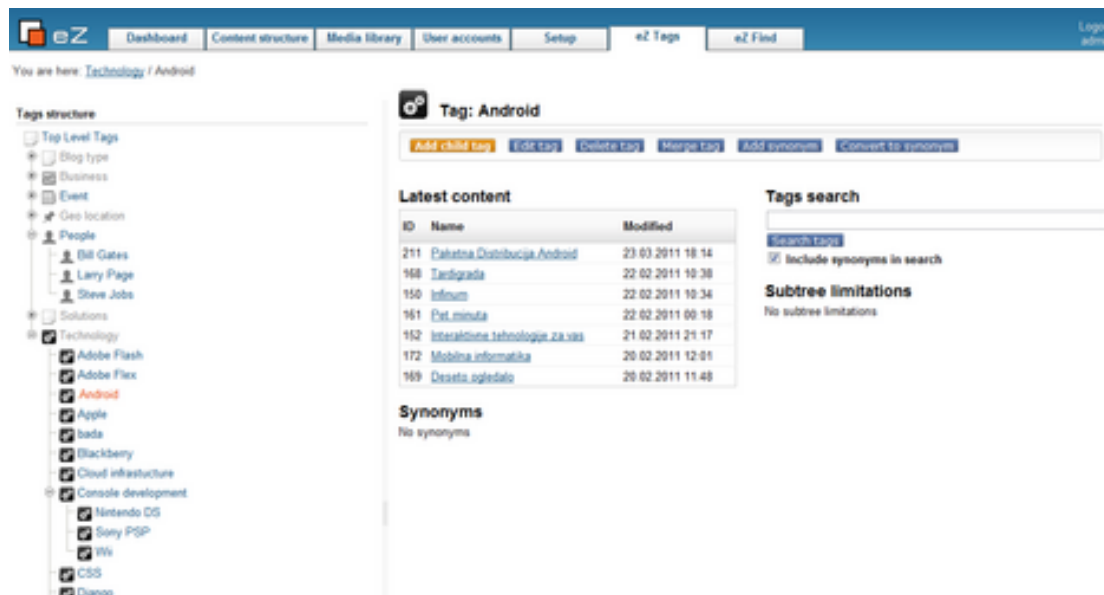 eZ
Dashboard
Content structure
Media library
User accounts
Setup
eZ Tags
eZ Find
You are here: Technology / Android
Tags structure
Top Level Tags
Blog type
Business
Event
Geo location
People
Bill Gates
Larry Page
Steve Jobs
Solutions
Technology
Adobe Flash
Adobe Flex
Android
Apple
bada
Blackberry
Cloud infrastucture
Console development
Nintendo DS
Sony PSP
Wii
CSS
Django
Tag: Android
Add child tag Edit tag Delete tag Merge tag Add synonym Convert to synonym
Latest content
ID Name Modified
211 Paketna Distribucija Android 23.03.2011 18:14
168 Tardigrada 22.02.2011 10:38
150 Infinum 22.02.2011 10:34
161 Pet minuta 22.02.2011 00:18
152 Interaktivne tehnologije za vas 21.02.2011 21:17
172 Mobilna informatika 20.02.2011 12:01
169 Deseto ogledalo 20.02.2011 11:48
Synonyms
No synonyms
Tags search
Search tags
Include synonyms in search
Subtree limitations
No subtree limitations